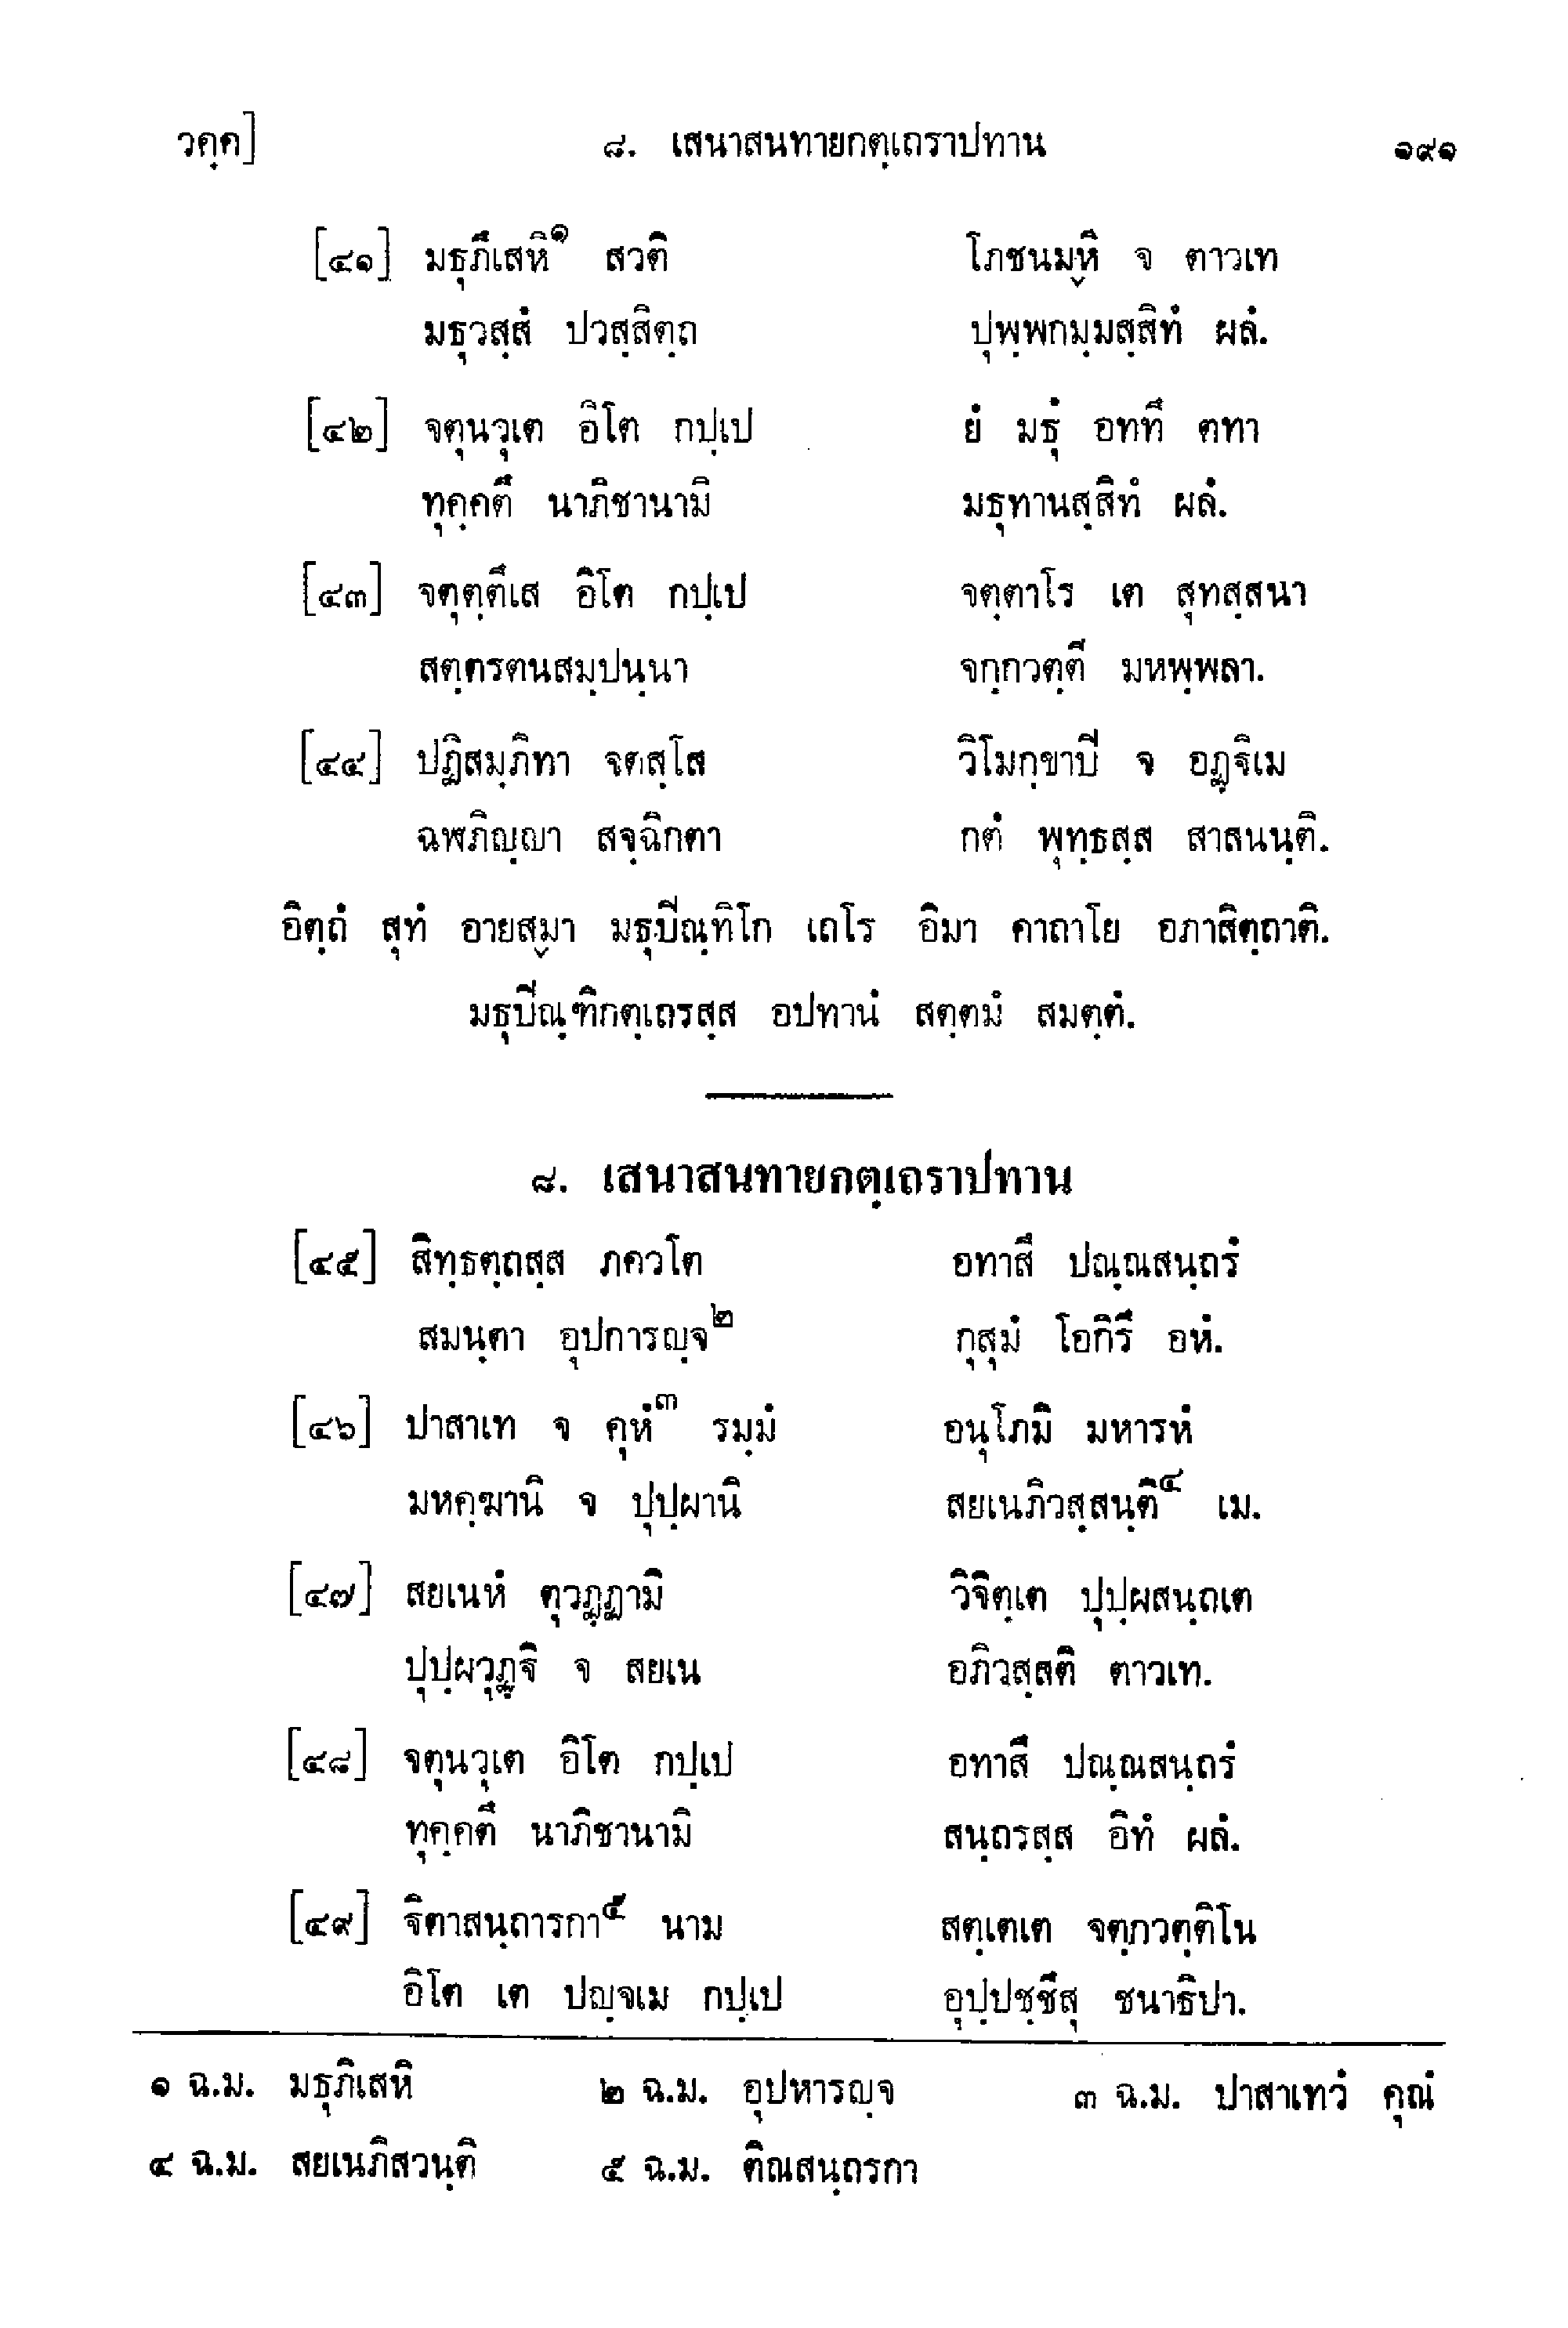 วคฺค] ๘. เสนาสนทายกตฺเถราปทาน ๑๙๑
[๔๑] มธุภีเสหิ๑ สวติ โภชนมฺหิ จ ตาวเท
มธุวสฺสํ ปวสฺสิตฺถ ปุพฺพกมฺมสฺสิทํ ผลํ.
[๔๒] จตุนวุเต อิโต กปฺเป ยํ มธุํ อททึ ตทา
ทุคฺคตึ นาภิชานามิ มธุทานสฺสิทํ ผลํ.
[๔๓] จตุตฺตึเส อิโต กปฺเป จตฺตาโร เต สุทสฺสนา
สตฺตรตนสมฺปนฺนา จกฺกวตฺตี มหพฺพลา.
[๔๔] ปฏิสมฺภิทา จตสฺโส วิโมกฺขาปิ จ อฏฺฐิเม
ฉฬภิญฺญา สจฺฉิกตา กตํ พุทฺธสฺส สาสนนฺติ.
อิตฺถํ สุทํ อายสฺมา มธุปีณฺฑิโก เถโร อิมา คาถาโย อภาสิตฺถาติ.
มธุปีณฺฑิกตฺเถรสฺส อปทานํ สตฺตมํ สมตฺตํ.
๘. เสนาสนทายกตฺเถราปทาน
[๔๕] สิทฺธตฺถสฺส ภควโต อทาสึ ปณฺณสนฺถรํ
สมนฺตา อุปการญฺจ๒ กุสุมํ โอกิรึ อหํ.
[๔๖] ปาสาเท จ คุหํ๓ รมฺมํ อนุโภมิ มหารหํ
มหคฺฆานิ จ ปุปฺผานิ สยเนภิวสฺสนฺติ๔ เม.
[๔๗] สยเนหํ ตุวฏฺฏามิ วิจิตฺเต ปุปฺผสนฺถเต
ปุปฺผวุฏฺฐิ จ สยเน อภิวสฺสติ ตาวเท.
[๔๘] จตุนวุเต อิโต กปฺเป อทาสึ ปณฺณสนฺถรํ
ทุคฺคตึ นาภิชานามิ สนฺถรสฺส อิทํ ผลํ.
[๔๙] จิตาสนฺถารกา๕ นาม สตฺเตเต จกฺกวตฺติโน
อิโต เต ปญฺจเม กปฺเป อุปฺปชฺชึสุ ชนาธิปา.
๑ ฉ.ม. มธุภิเสหิ ๒ ฉ.ม. อุปหารญฺจ ๓ ฉ.ม. ปาสาเทวํ คุณํ
๔ ฉ.ม. สยเนภิสวนฺติ ๕ ฉ.ม. ติณสนฺถรกา